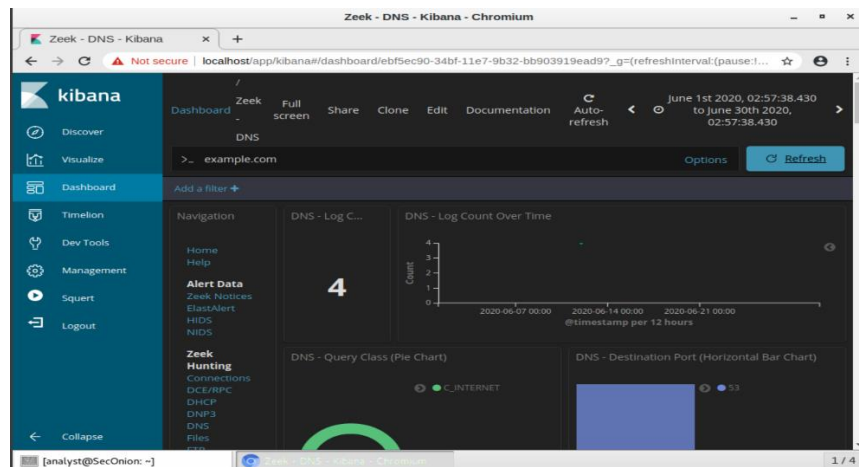 Zeek - DNS - Kibana - Chromium
Zeek - DNS - Kibana
Not secure | localhost/app/kibana#/dashboard/ebf5ec90-34bf-11e7-9b32-bb903919ead9?_g=(refreshInterval:(pause:!...
kibana
Discover
Visualize
Dashboard
Timelion
Dev Tools
Management
Squert
Logout
Collapse
Dashboard
/
Zeek
-
DNS
Full
screen
Share
Clone
Edit
Documentation
Auto-
refresh
June 1st 2020, 02:57:38.430
to June 30th 2020,
02:57:38.430
>_ example.com
Options
Refresh
Add a filter +
Navigation
Home
Help
Alert Data
Zeek Notices
ElastAlert
HIDS
NIDS
Zeek
Hunting
Connections
DCE/RPC
DHCP
DNP3
DNS
Files
DNS - Log C...
4
DNS - Log Count Over Time
Count
4
3
2
1
0
2020-06-07 00:00 2020-06-14 00:00 2020-06-21 00:00
@timestamp per 12 hours
DNS - Query Class (Pie Chart)
C_INTERNET
DNS - Destination Port (Horizontal Bar Chart)
53
[analyst@SecOnion: ~]
Zeek - DNS - Kibana - Chromium
1 / 4